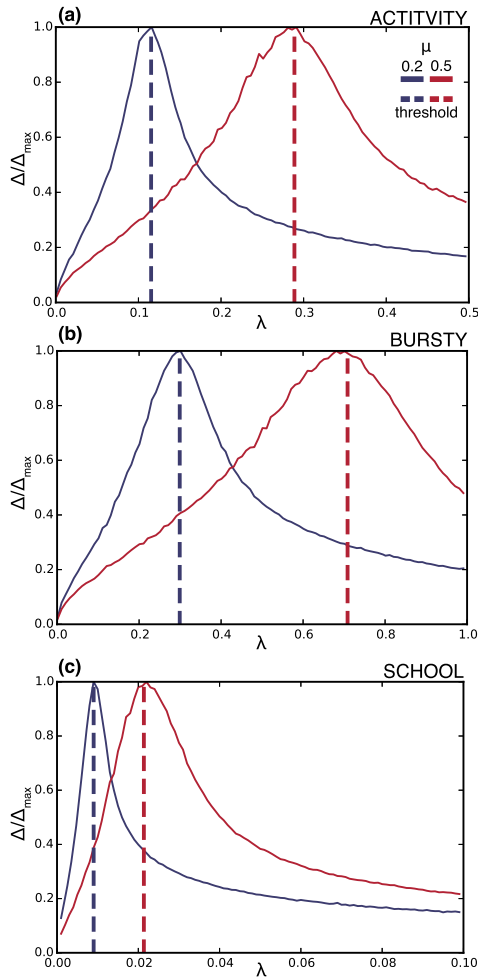 (a) ACTITVITY
μ
0.2 0.5
threshold
Δ/Δmax
1.0
0.8
0.6
0.4
0.2
0.0
0.0 0.1 0.2 0.3 0.4 0.5
λ
(b) BURSTY
Δ/Δmax
1.0
0.8
0.6
0.4
0.2
0.0
0.0 0.2 0.4 0.6 0.8 1.0
λ
(c) SCHOOL
Δ/Δmax
1.0
0.8
0.6
0.4
0.2
0.0
0.00 0.02 0.04 0.06 0.08 0.10
λ